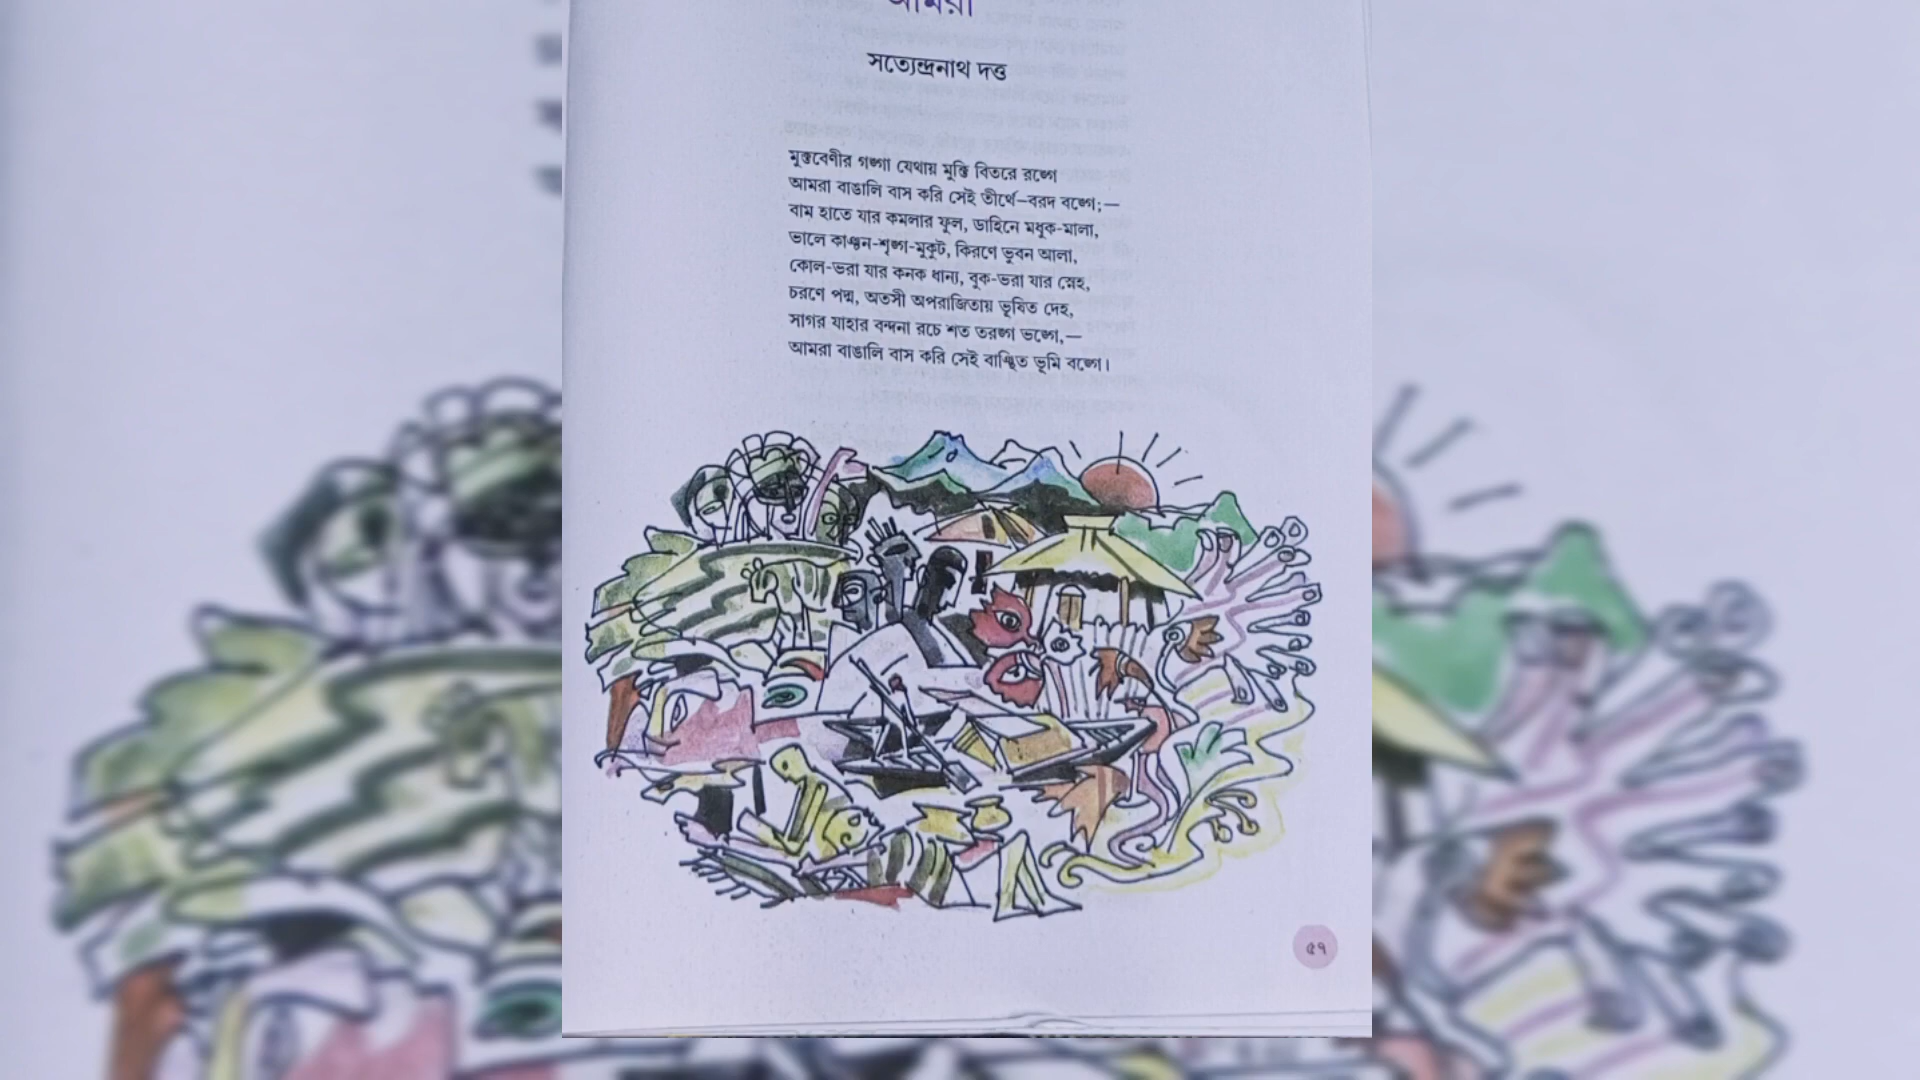 আমরা
সত্যেন্দ্রনাথ দত্ত
মুক্তবেণীর গঙ্গা যেথায় মুক্তি বিতরে রঙ্গে
আমরা বাঙালি বাস করি সেই তীর্থে–বরদ বঙ্গে;—
বাম হাতে যার কমলার ফুল, ডাহিনে মধুক-মালা,
ভালে কাঞ্চন-শৃঙ্গ-মুকুট, কিরণে ভুবন আলা,
কোল-ভরা যার কনক ধান্য, বুক-ভরা যার স্নেহ,
চরণে পদ্ম, অতসী অপরাজিতায় ভূষিত দেহ,
সাগর যাহার বন্দনা রচে শত তরঙ্গ ভঙ্গে,—
আমরা বাঙালি বাস করি সেই বাঞ্ছিত ভূমি বঙ্গে।
৫৭